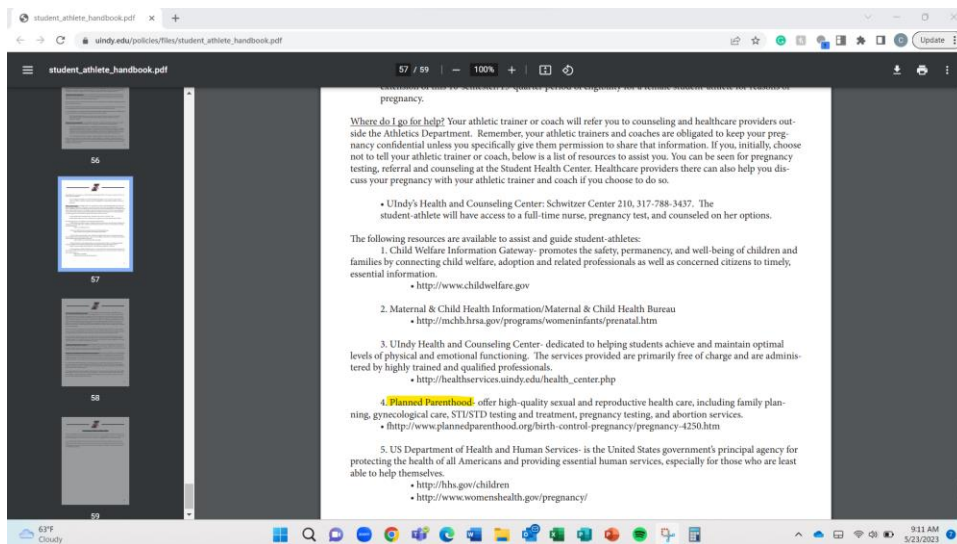 student_athlete_handbook.pdf
uindy.edu/policies/files/student_athlete_handbook.pdf
Update
student_athlete_handbook.pdf
57 / 59
100%
56
57
58
59
pregnancy.
Where do I go for help? Your athletic trainer or coach will refer you to counseling and healthcare providers out-
side the Athletics Department. Remember, your athletic trainers and coaches are obligated to keep your preg-
nancy confidential unless you specifically give them permission to share that information. If you, initially, choose
not to tell your athletic trainer or coach, below is a list of resources to assist you. You can be seen for pregnancy
testing, referral and counseling at the Student Health Center. Healthcare providers there can also help you dis-
cuss your pregnancy with your athletic trainer and coach if you choose to do so.
• UIndy's Health and Counseling Center: Schwitzer Center 210, 317-788-3437. The
student-athlete will have access to a full-time nurse, pregnancy test, and counseled on her options.
The following resources are available to assist and guide student-athletes:
1. Child Welfare Information Gateway- promotes the safety, permanency, and well-being of children and
families by connecting child welfare, adoption and related professionals as well as concerned citizens to timely,
essential information.
• http://www.childwelfare.gov
2. Maternal & Child Health Information/Maternal & Child Health Bureau
• http://mchb.hrsa.gov/programs/womeninfants/prenatal.htm
3. UIndy Health and Counseling Center- dedicated to helping students achieve and maintain optimal
levels of physical and emotional functioning. The services provided are primarily free of charge and are adminis-
tered by highly trained and qualified professionals.
• http://healthservices.uindy.edu/health_center.php
4. Planned Parenthood- offer high-quality sexual and reproductive health care, including family plan-
ning, gynecological care, STI/STD testing and treatment, pregnancy testing, and abortion services.
• fhttp://www.plannedparenthood.org/birth-control-pregnancy/pregnancy-4250.htm
5. US Department of Health and Human Services- is the United States government's principal agency for
protecting the health of all Americans and providing essential human services, especially for those who are least
able to help themselves.
• http://hhs.gov/children
• http://www.womenshealth.gov/pregnancy/
63°F
Cloudy
9:11 AM
5/23/2023